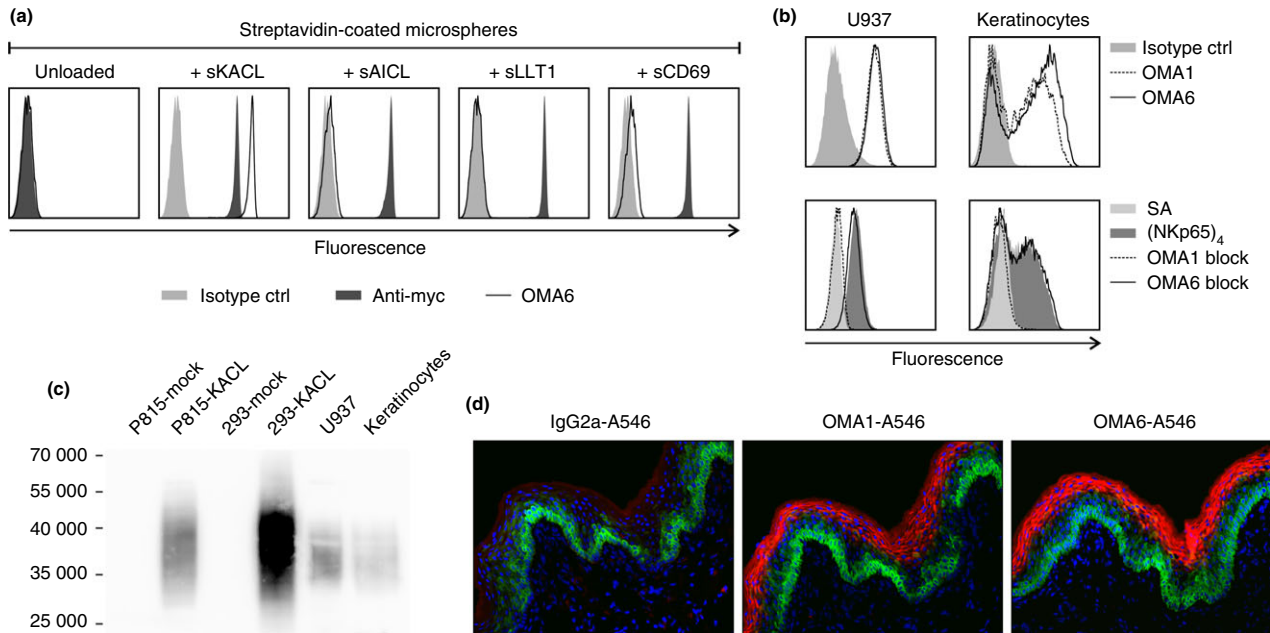 (a)
Streptavidin-coated microspheres
Unloaded
+ sKACL
+ sAICL
+ sLLT1
+ sCD69
Fluorescence
Isotype ctrl
Anti-myc
OMA6
(b)
U937
Keratinocytes
Isotype ctrl
OMA1
OMA6
SA
(NKp65)4
OMA1 block
OMA6 block
Fluorescence
(c)
P815-mock
P815-KACL
293-mock
293-KACL
U937
Keratinocytes
70 000 -
55 000 -
40 000 -
35 000 -
25 000 -
(d)
IgG2a-A546
OMA1-A546
OMA6-A546